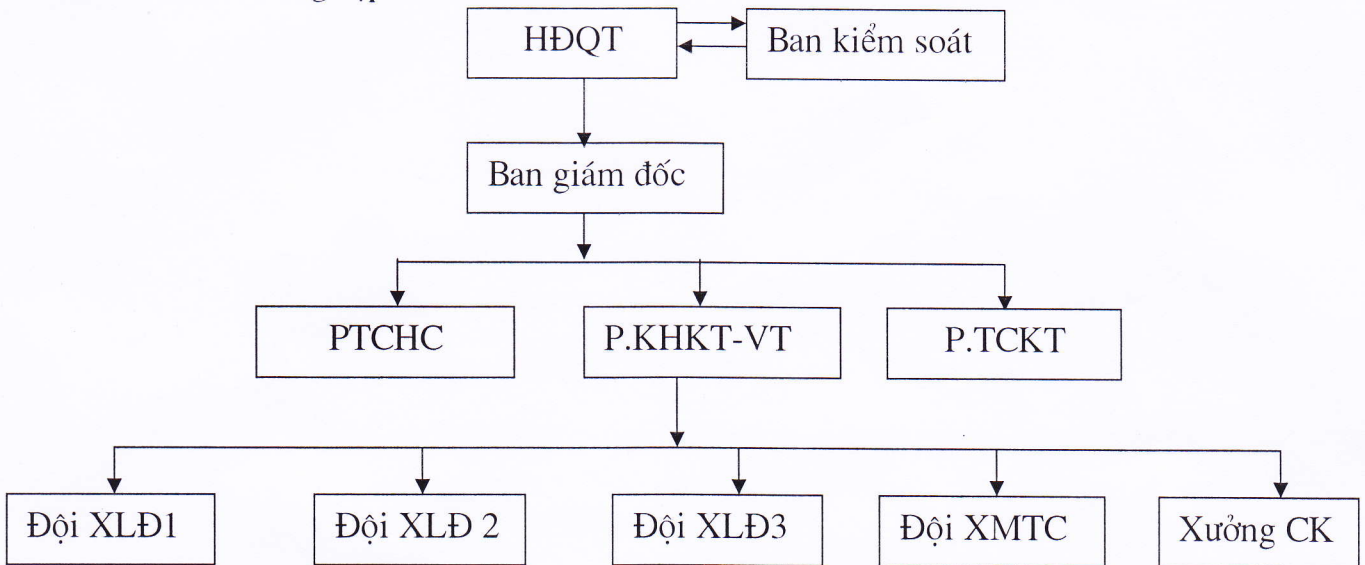 HĐQT
Ban kiểm soát
Ban giám đốc
PTCHC
P.KHKT-VT
P.TCKT
Đội XLĐ1
Đội XLĐ 2
Đội XLĐ3
Đội XMTC
Xưởng CK